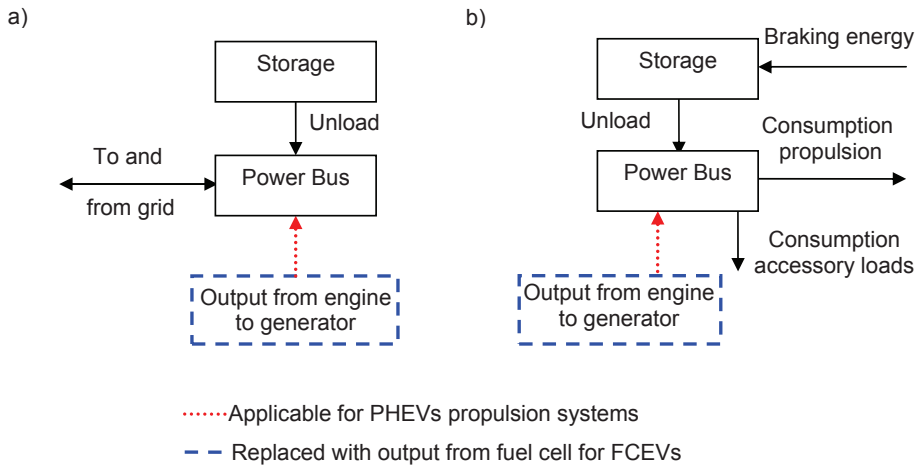 a)
Storage
Unload
To and
from grid
Power Bus
Output from engine
to generator
b)
Braking energy
Storage
Unload
Consumption
propulsion
Power Bus
Consumption
accessory loads
Output from engine
to generator
Applicable for PHEVs propulsion systems
Replaced with output from fuel cell for FCEVs